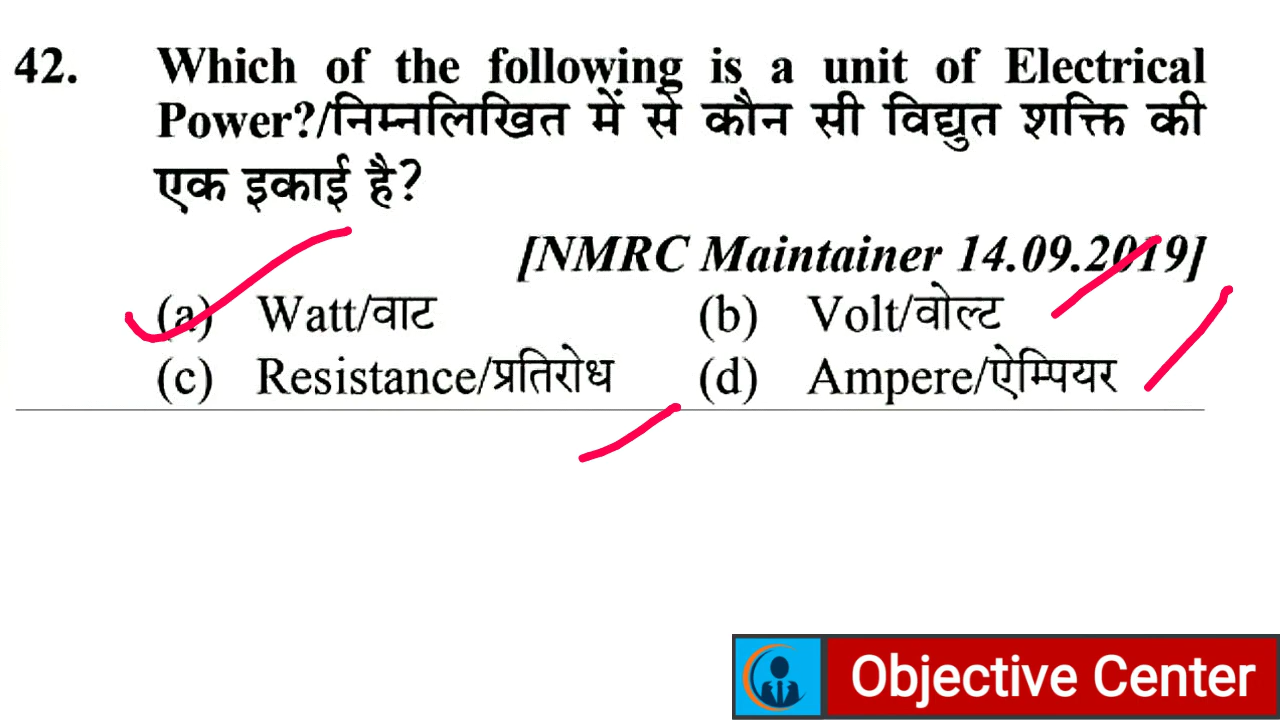 42. Which of the following is a unit of Electrical
Power?/निम्नलिखित में से कौन सी विद्युत शक्ति की
एक इकाई है?
[NMRC Maintainer 14.09.2019]
(a) Watt/वाट (b) Volt/वोल्ट
(c) Resistance/प्रतिरोध (d) Ampere/ऐम्पियर
Objective Center